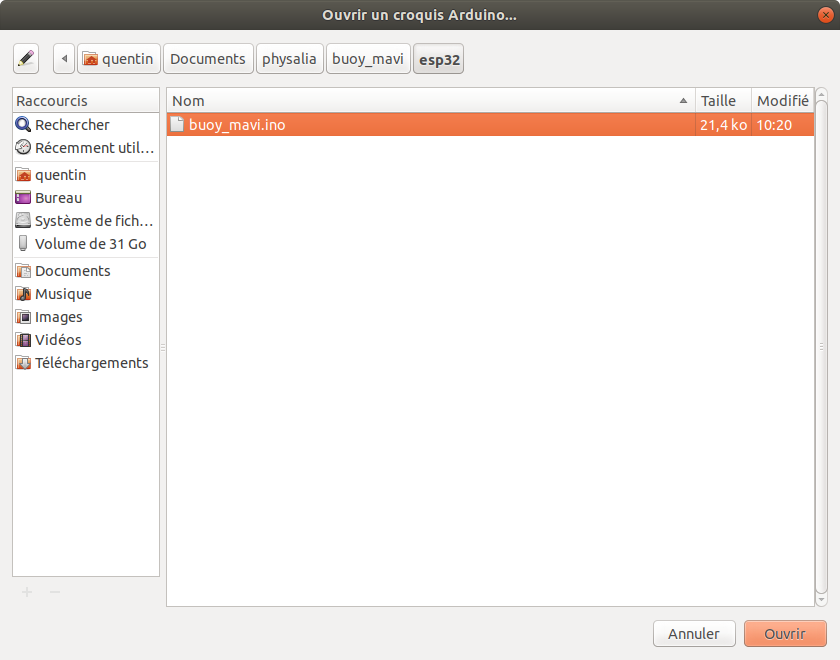 Ouvrir un croquis Arduino...
quentin Documents physalia buoy_mavi esp32
Raccourcis
Rechercher
Récemment util...
quentin
Bureau
Système de fich...
Volume de 31 Go
Documents
Musique
Images
Vidéos
Téléchargements
Nom Taille Modifié
buoy_mavi.ino 21,4 ko 10:20
Annuler Ouvrir